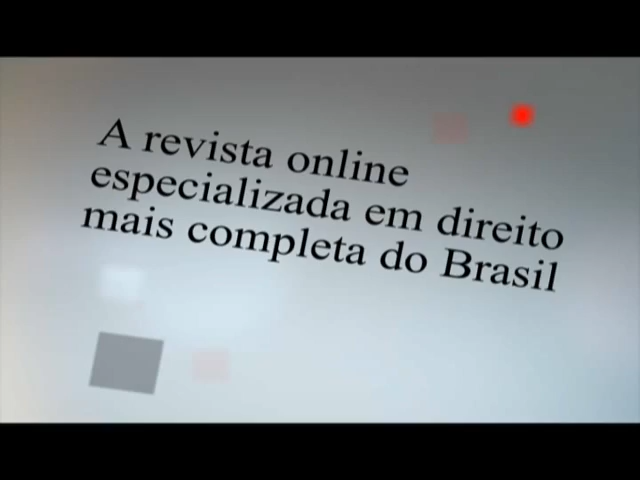 A revista online
especializada em direito
mais completa do Brasil